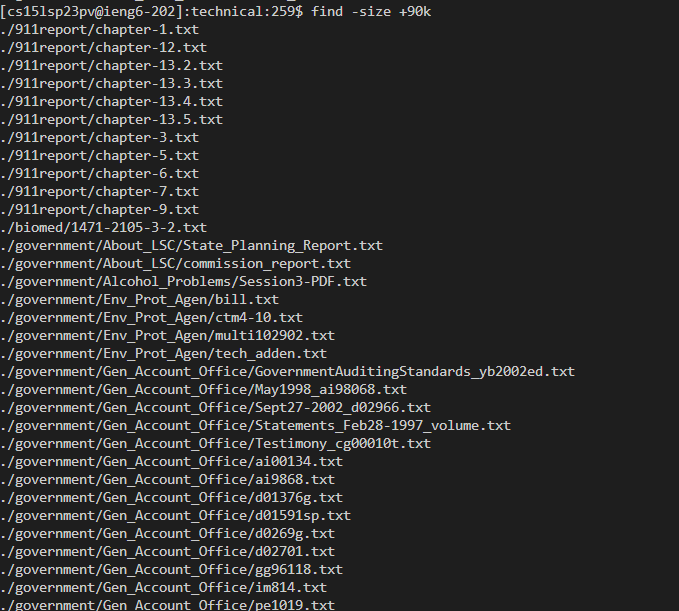 [cs15lsp23pv@ieng6-202]:technical:259$ find -size +90k
./911report/chapter-1.txt
./911report/chapter-12.txt
./911report/chapter-13.2.txt
./911report/chapter-13.3.txt
./911report/chapter-13.4.txt
./911report/chapter-13.5.txt
./911report/chapter-3.txt
./911report/chapter-5.txt
./911report/chapter-6.txt
./911report/chapter-7.txt
./911report/chapter-9.txt
./biomed/1471-2105-3-2.txt
./government/About_LSC/State_Planning_Report.txt
./government/About_LSC/commission_report.txt
./government/Alcohol_Problems/Session3-PDF.txt
./government/Env_Prot_Agen/bill.txt
./government/Env_Prot_Agen/ctm4-10.txt
./government/Env_Prot_Agen/multi102902.txt
./government/Env_Prot_Agen/tech_adden.txt
./government/Gen_Account_Office/GovernmentAuditingStandards_yb2002ed.txt
./government/Gen_Account_Office/May1998_ai98068.txt
./government/Gen_Account_Office/Sept27-2002_d02966.txt
./government/Gen_Account_Office/Statements_Feb28-1997_volume.txt
./government/Gen_Account_Office/Testimony_cg00010t.txt
./government/Gen_Account_Office/ai00134.txt
./government/Gen_Account_Office/ai9868.txt
./government/Gen_Account_Office/d01376g.txt
./government/Gen_Account_Office/d01591sp.txt
./government/Gen_Account_Office/d0269g.txt
./government/Gen_Account_Office/d02701.txt
./government/Gen_Account_Office/gg96118.txt
./government/Gen_Account_Office/im814.txt
./government/Gen_Account_Office/pe1019.txt